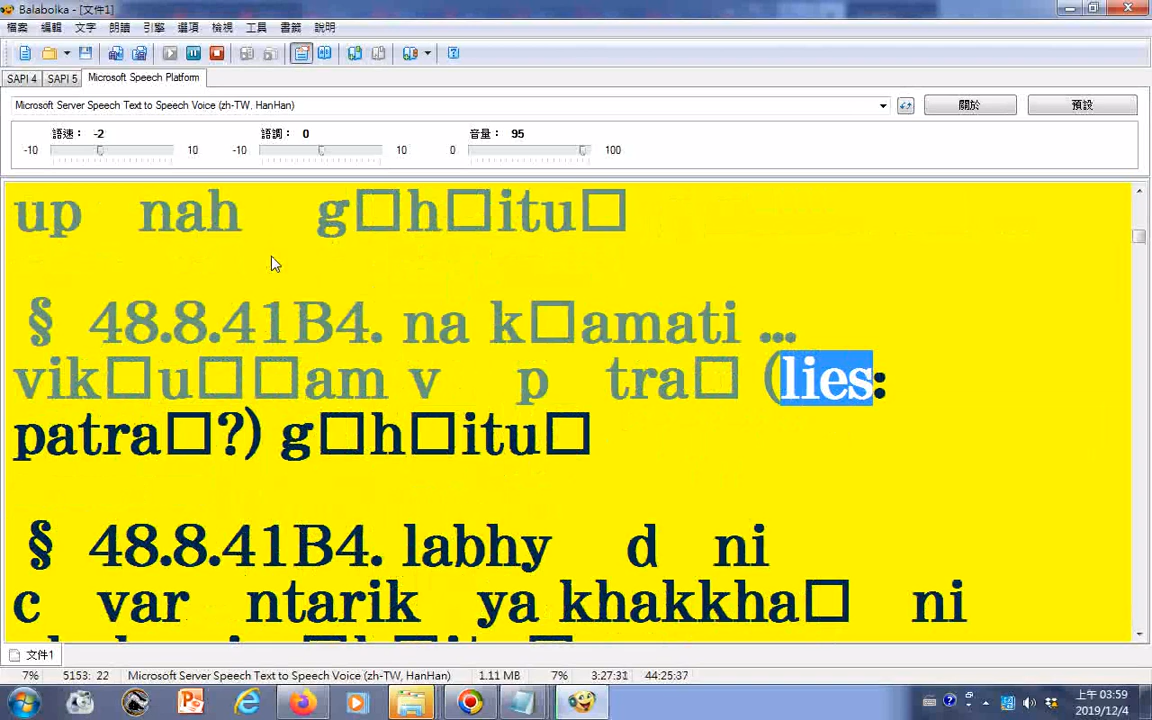 Balabolka - [文件1]
檔案 編輯 文字 朗讀 引擎 選項 檢視 工具 書籤 說明
SAPI 4 SAPI 5 Microsoft Speech Platform
Microsoft Server Speech Text to Speech Voice (zh-TW, HanHan) 關於 預設
語速： -2 語調： 0 音量： 95
-10 10 -10 10 0 100
up nah g□h□itu□
§ 48.8.41B4. na k□amati ...
vik□u□□am v p tra□ (lies:
patra□?) g□h□itu□
§ 48.8.41B4. labhy d ni
c var ntarik ya khakkha□ ni
文件1
7% 5153: 22 Microsoft Server Speech Text to Speech Voice (zh-TW, HanHan) 1.11 MB 7% 3:27:31 44:25:37
上午 03:59
2019/12/4